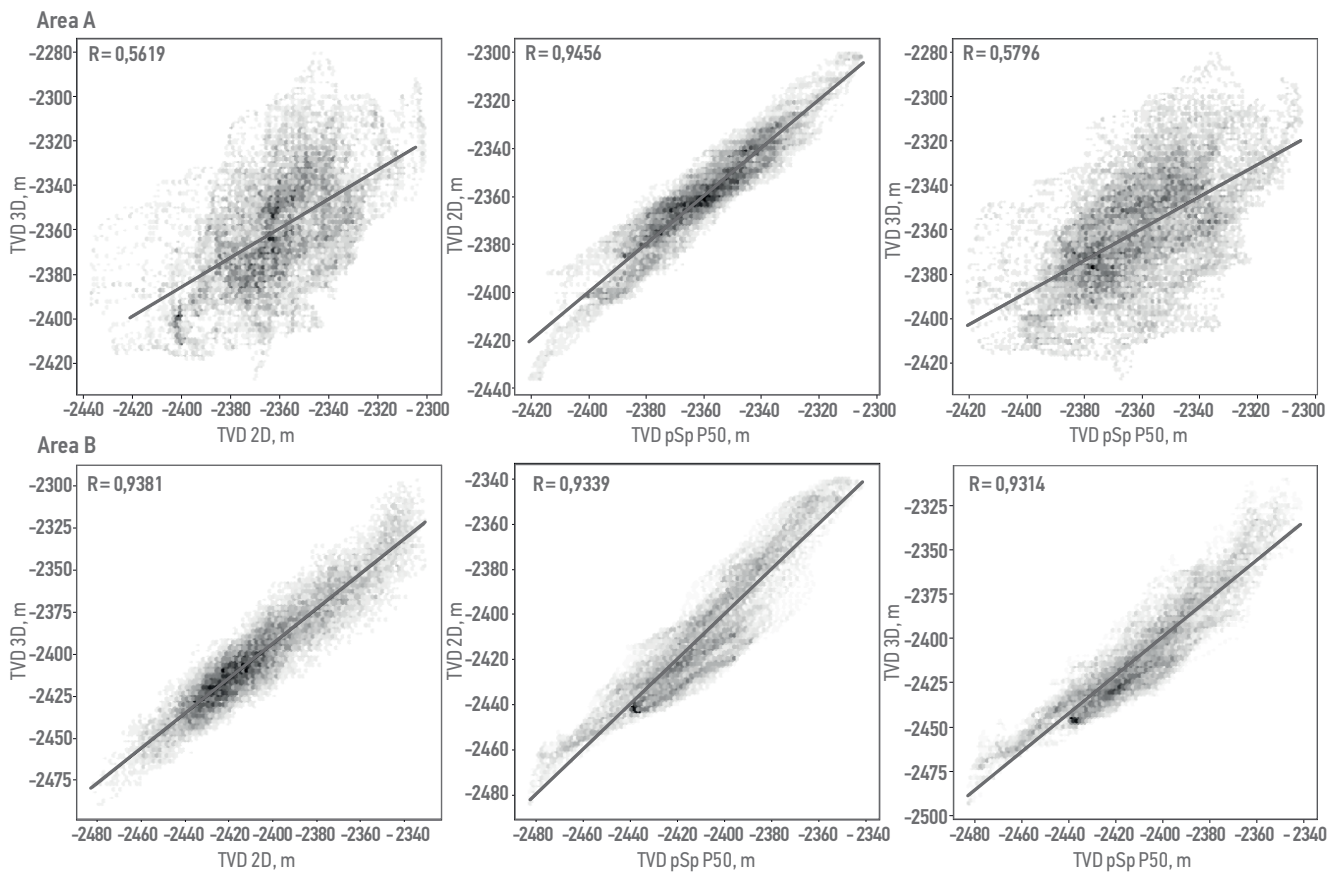 Area A
R = 0,5619
−2280
−2300
−2320
−2340
−2360
−2380
−2400
−2420
TVD 3D, m
−2440 −2420 −2400 −2380 −2360 −2340 −2320 −2300
TVD 2D, m
R = 0,9456
−2300
−2320
−2340
−2360
−2380
−2400
−2420
−2440
TVD 2D, m
−2420 −2400 −2380 −2360 −2340 −2320 −2300
TVD pSp P50, m
R = 0,5796
−2280
−2300
−2320
−2340
−2360
−2380
−2400
−2420
TVD 3D, m
−2420 −2400 −2380 −2360 −2340 −2320 −2300
TVD pSp P50, m
Area B
R = 0,9381
−2300
−2325
−2350
−2375
−2400
−2425
−2450
−2475
TVD 3D, m
−2480 −2460 −2440 −2420 −2400 −2380 −2360 −2340
TVD 2D, m
R = 0,9339
−2340
−2360
−2380
−2400
−2420
−2440
−2460
−2480
TVD 2D, m
−2480 −2460 −2440 −2420 −2400 −2380 −2360 −2340
TVD pSp P50, m
R = 0,9314
−2325
−2350
−2375
−2400
−2425
−2450
−2475
−2500
TVD 3D, m
−2480 −2460 −2440 −2420 −2400 −2380 −2360 −2340
TVD pSp P50, m